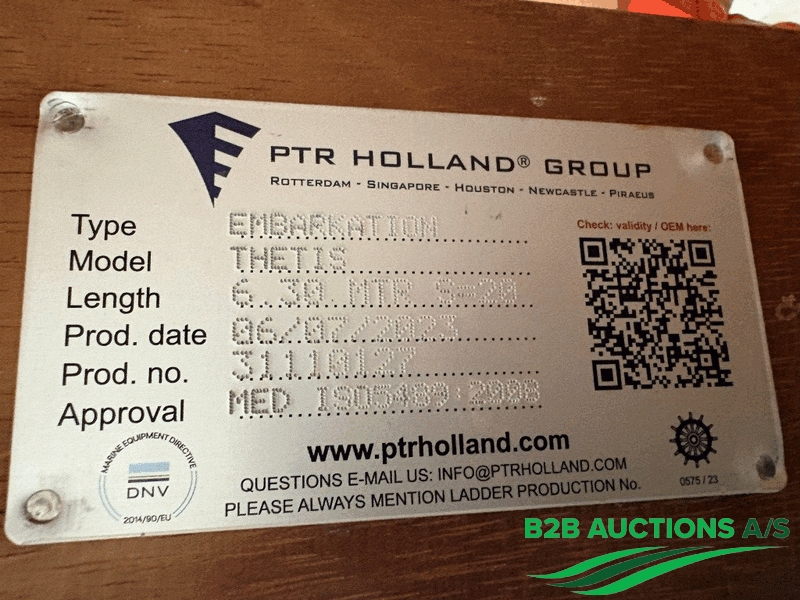 PTR HOLLAND® GROUP
ROTTERDAM - SINGAPORE - HOUSTON - NEWCASTLE - PIRAEUS
Check: validity / OEM here:
Type EMBARKATION
Model THETIS
Length 6.30 MTR S=20
Prod. date 06/07/2023
Prod. no. 31110127
Approval MED ISO5489:2008
www.ptrholland.com
QUESTIONS E-MAIL US: INFO@PTRHOLLAND.COM
PLEASE ALWAYS MENTION LADDER PRODUCTION No.
MARINE EQUIPMENT DIRECTIVE
DNV
2014/90/EU
0575 / 23
B2B AUCTIONS A/S